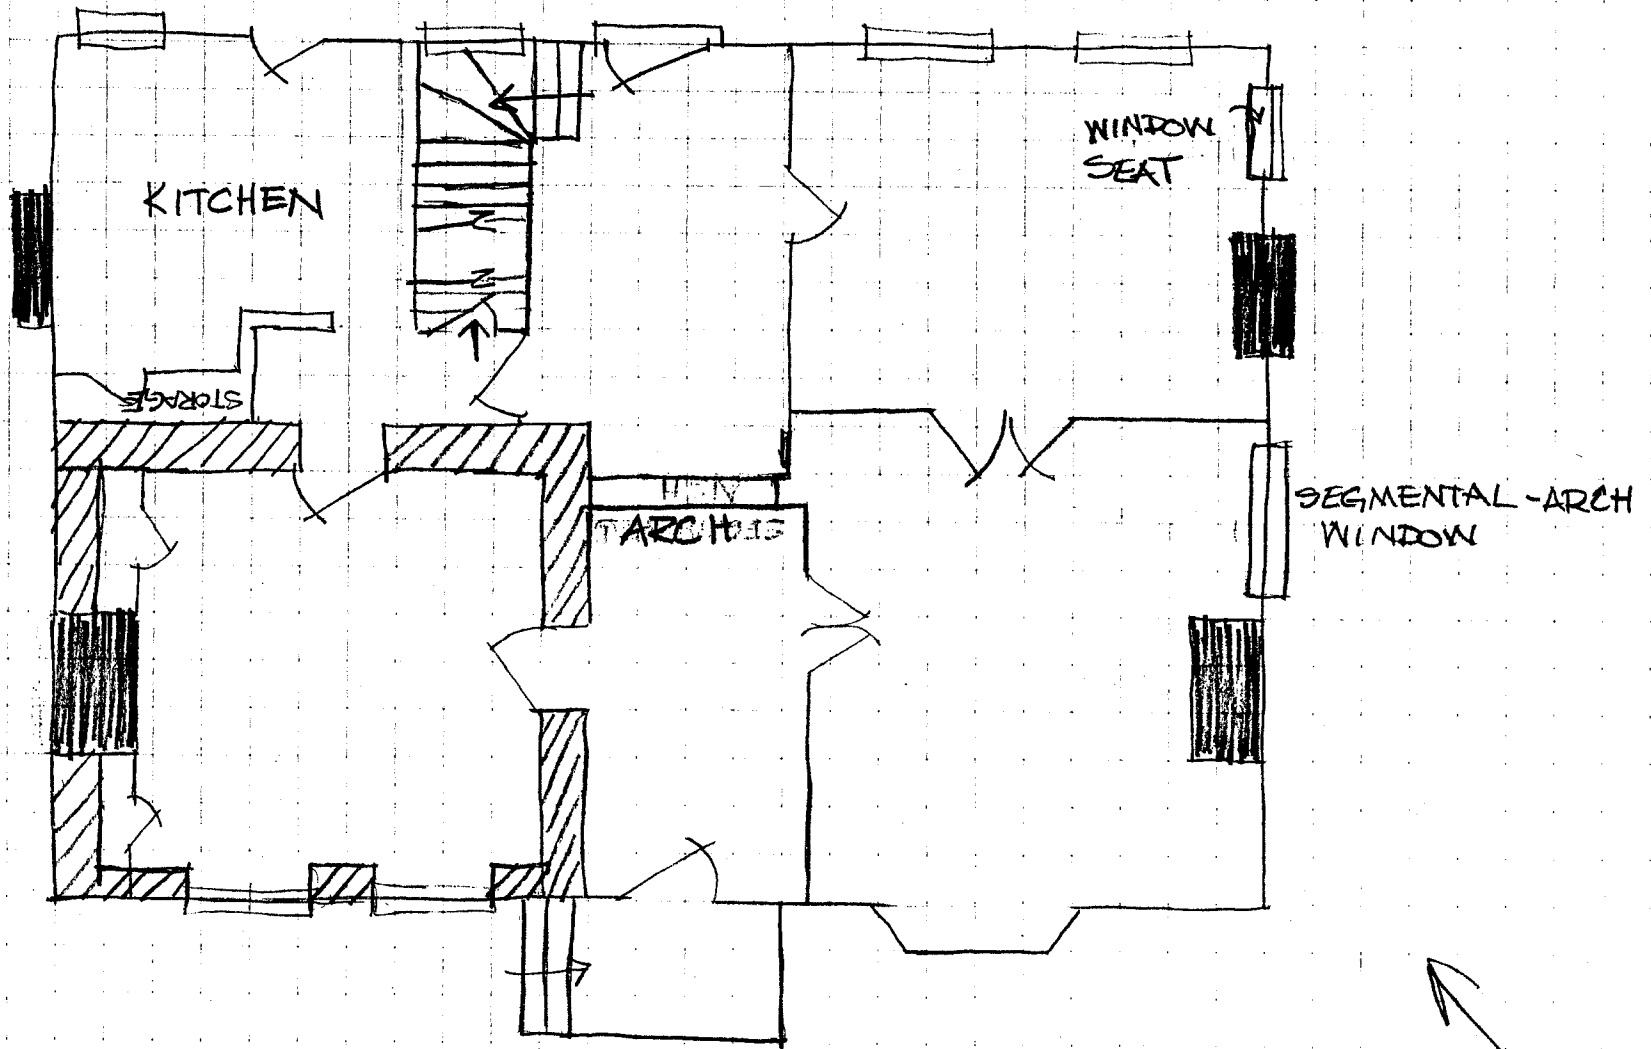 WINDOW
SEAT
KITCHEN
STORAGE
SEGMENTAL-ARCH
WINDOW
ARCH